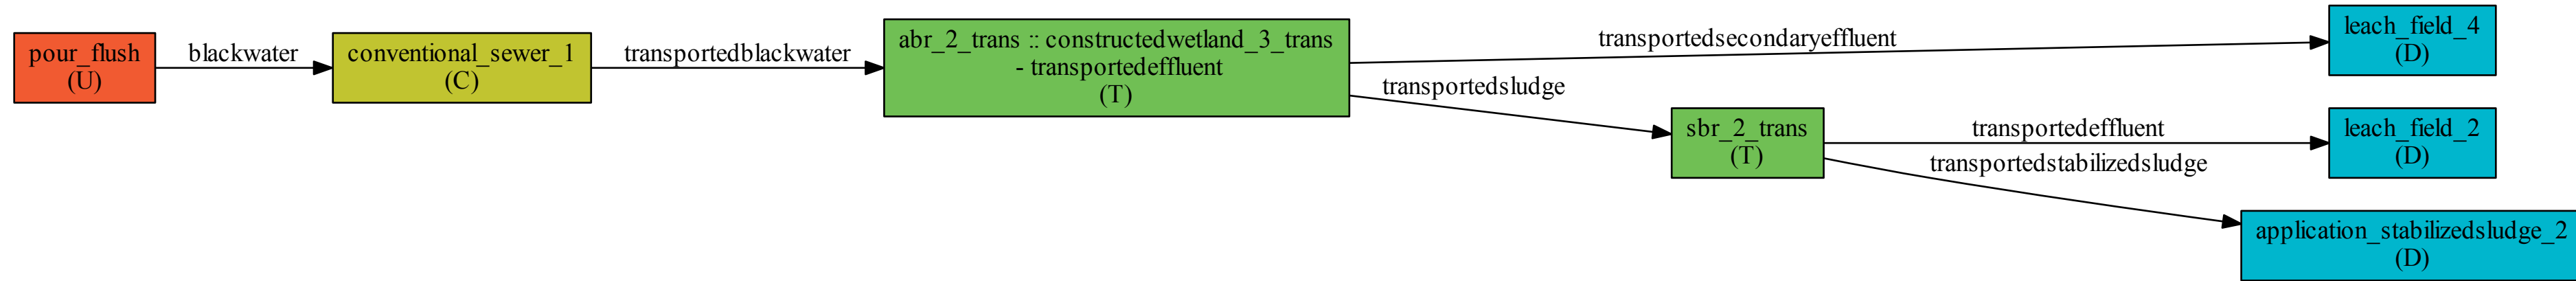 pour_flush
(U)
blackwater
conventional_sewer_1
(C)
transportedblackwater
abr_2_trans :: constructedwetland_3_trans
- transportedeffluent
(T)
transportedsecondaryeffluent
leach_field_4
(D)
transportedsludge
sbr_2_trans
(T)
transportedeffluent
leach_field_2
(D)
transportedstabilizedsludge
application_stabilizedsludge_2
(D)